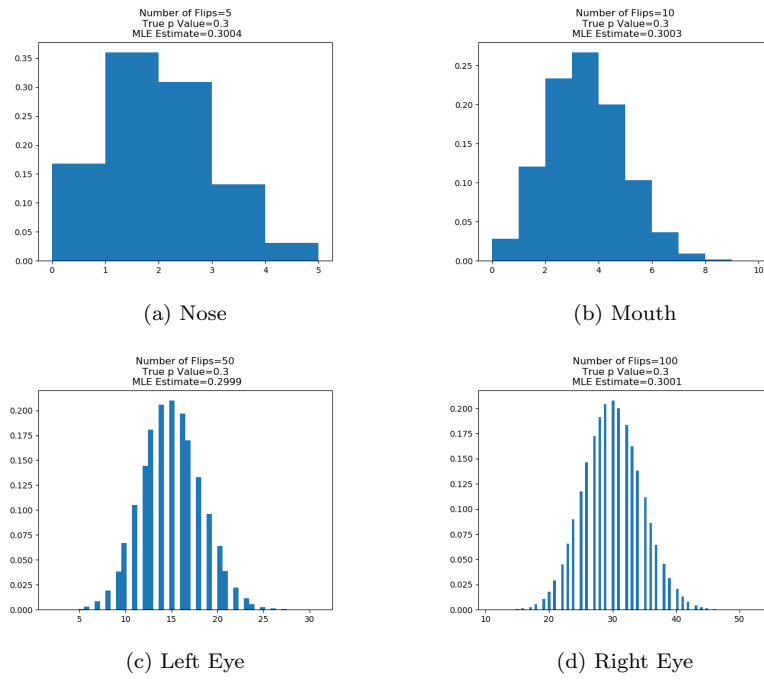 Number of Flips=5
True p Value=0.3
MLE Estimate=0.3004
0.35
0.30
0.25
0.20
0.15
0.10
0.05
0.00
0 1 2 3 4 5
(a) Nose
Number of Flips=10
True p Value=0.3
MLE Estimate=0.3003
0.25
0.20
0.15
0.10
0.05
0.00
0 2 4 6 8 10
(b) Mouth
Number of Flips=50
True p Value=0.3
MLE Estimate=0.2999
0.200
0.175
0.150
0.125
0.100
0.075
0.050
0.025
0.000
5 10 15 20 25 30
(c) Left Eye
Number of Flips=100
True p Value=0.3
MLE Estimate=0.3001
0.200
0.175
0.150
0.125
0.100
0.075
0.050
0.025
0.000
10 20 30 40 50
(d) Right Eye